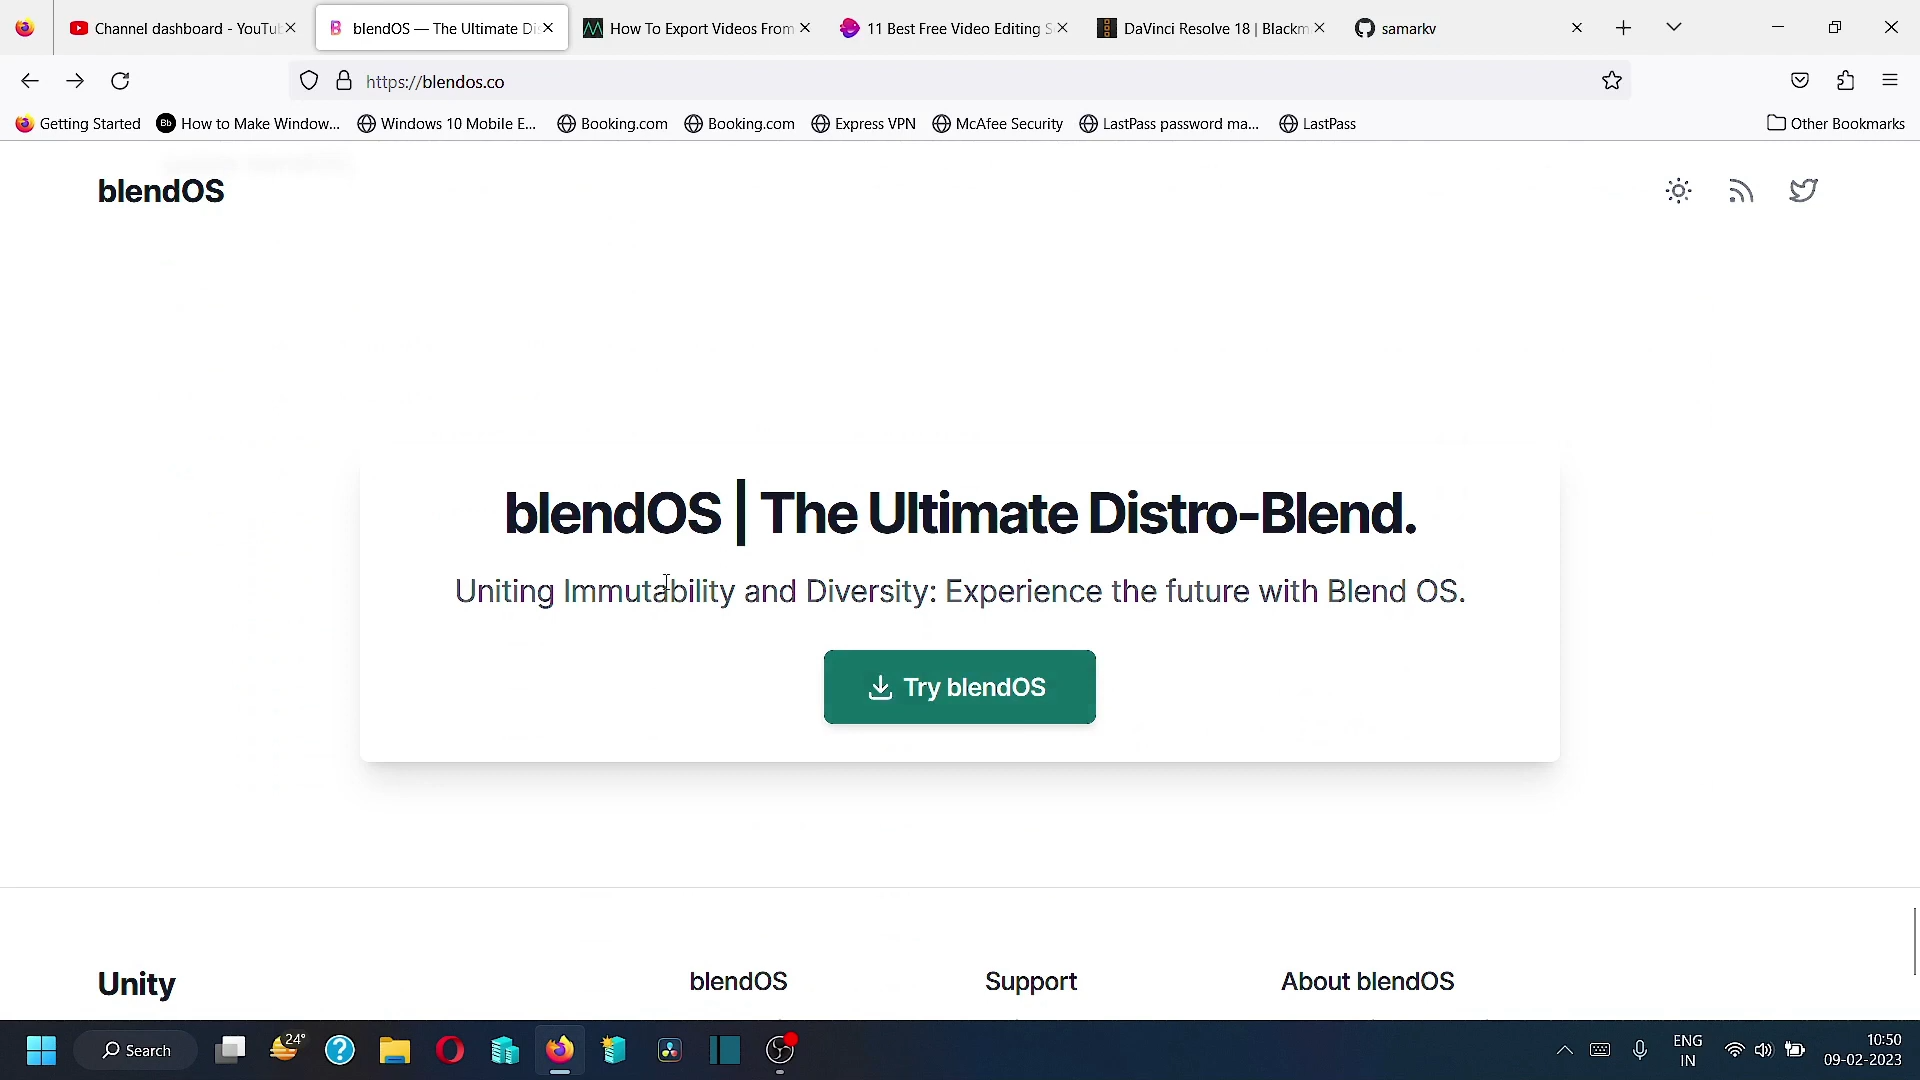 Channel dashboard - YouTu
blendOS — The Ultimate Di
How To Export Videos From
11 Best Free Video Editing S
DaVinci Resolve 18 | Blackm
samarkv
https://blendos.co
Getting Started
Bb
How to Make Window...
Windows 10 Mobile E...
Booking.com
Booking.com
Express VPN
McAfee Security
LastPass password ma...
LastPass
Other Bookmarks
blendOS
blendOS | The Ultimate Distro-Blend.
Uniting Immutability and Diversity: Experience the future with Blend OS.
Try blendOS
Unity
blendOS
Support
About blendOS
Search
24°
ENG
IN
10:50
09-02-2023